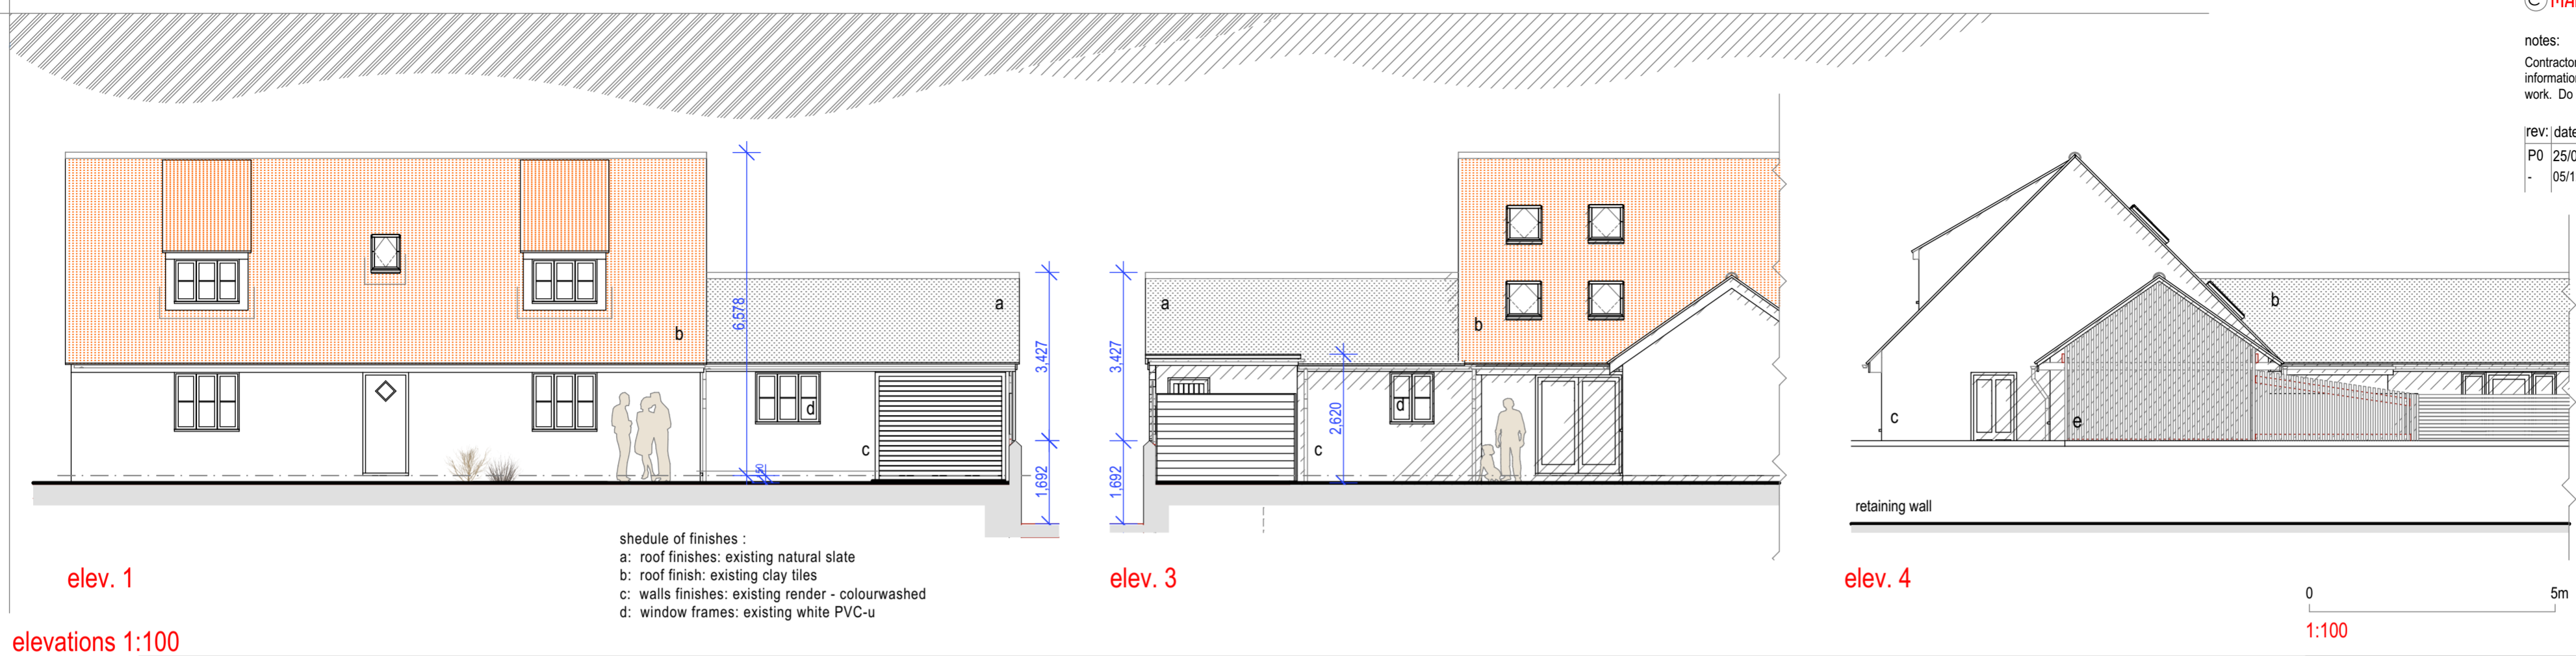 © MA
notes:
Contractor
information
work. Do
rev: date
P0 25/0
- 05/1
6,578
50
a
b
d
c
3,427
1,692
3,427
1,692
a
b
d
c
2,620
b
c
e
retaining wall
shedule of finishes :
a: roof finishes: existing natural slate
b: roof finish: existing clay tiles
c: walls finishes: existing render - colourwashed
d: window frames: existing white PVC-u
elev. 1
elev. 3
elev. 4
0 5m
1:100
elevations 1:100